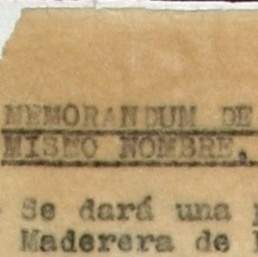 MEMORANDUM DE
MISMO NOMBRE.
Se dará una
Maderera de